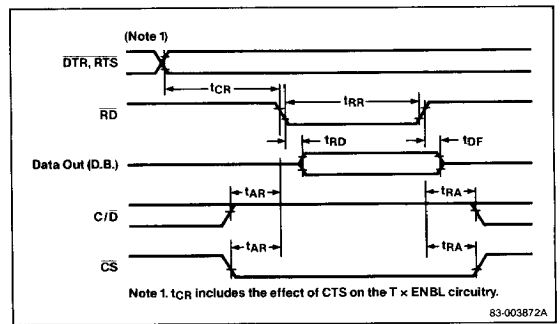 (Note 1)
DTR, RTS
tCR
tRR
RD
tRD
tDF
Data Out (D.B.)
tAR
tRA
C/D
tAR
tRA
CS
Note 1. tCR includes the effect of CTS on the T × ENBL circuitry.
83-003872A